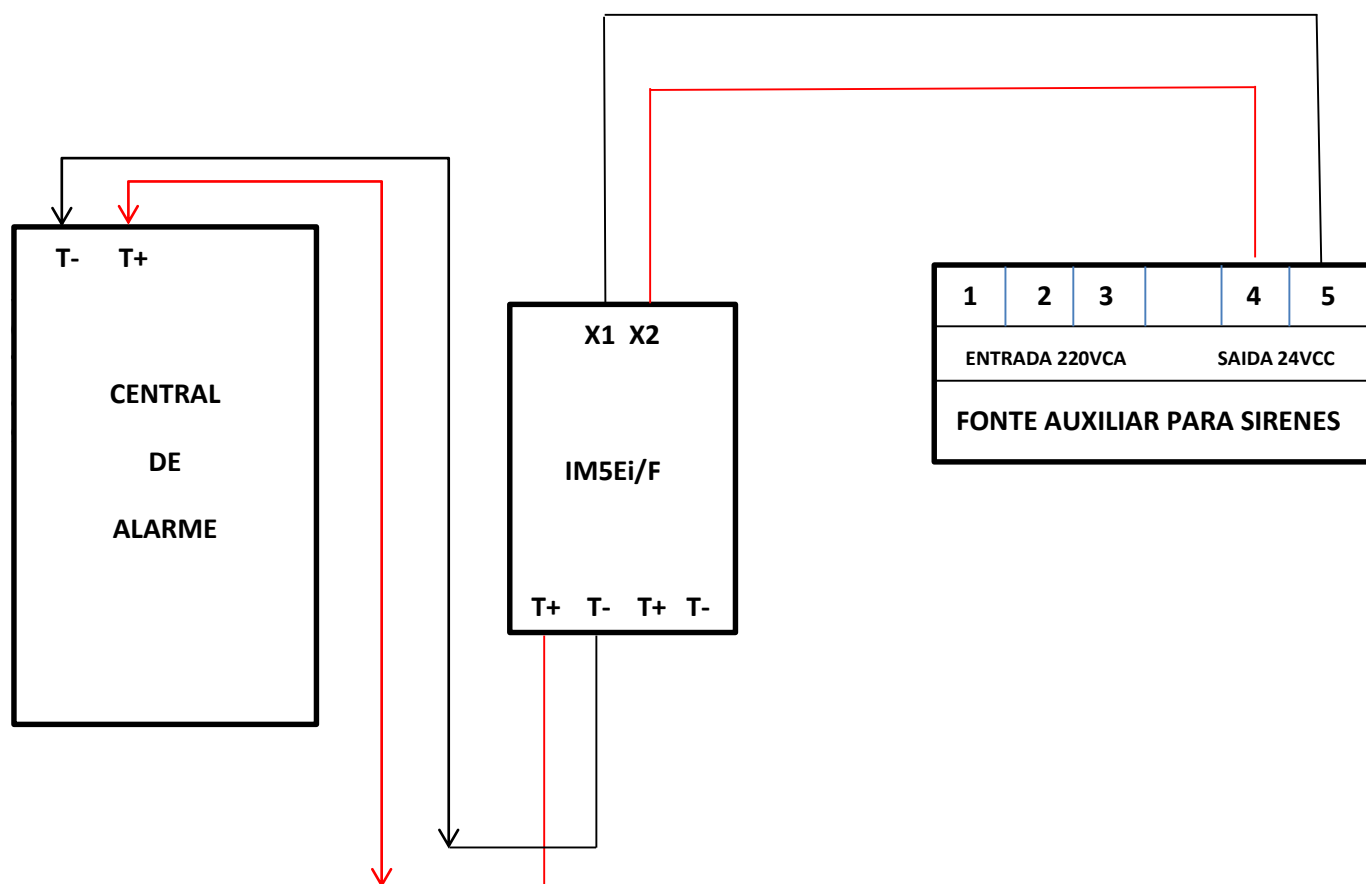 T- T+
CENTRAL
DE
ALARME
X1 X2
IM5Ei/F
T+ T- T+ T-
1 2 3 4 5
ENTRADA 220VCA SAIDA 24VCC
FONTE AUXILIAR PARA SIRENES